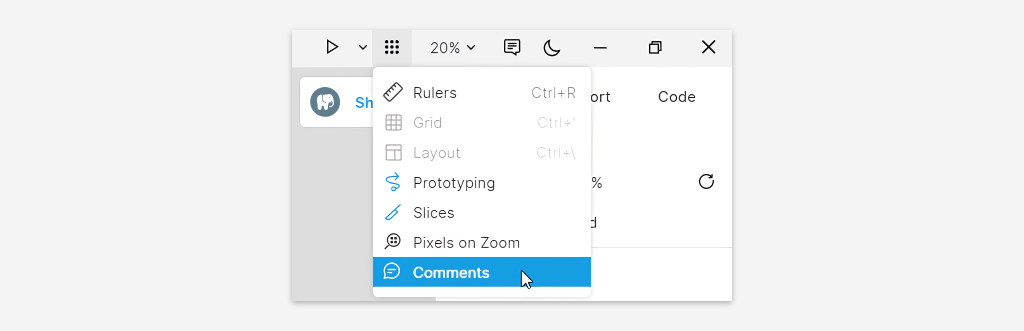 20%
Sh
Rulers Ctrl+R
ort Code
Grid Ctrl+'
Layout Ctrl+\
Prototyping
%
Slices
d
Pixels on Zoom
Comments